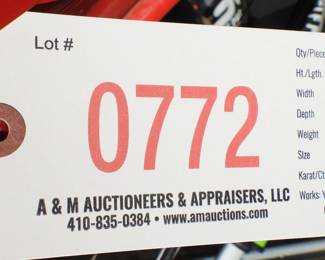 Lot #
0772
A & M AUCTIONEERS & APPRAISERS, LLC
410-835-0384 • www.amauctions.com
Qty/Piece
Ht./Lgth.
Width
Depth
Weight
Size
Karat/Ct
Works: Y